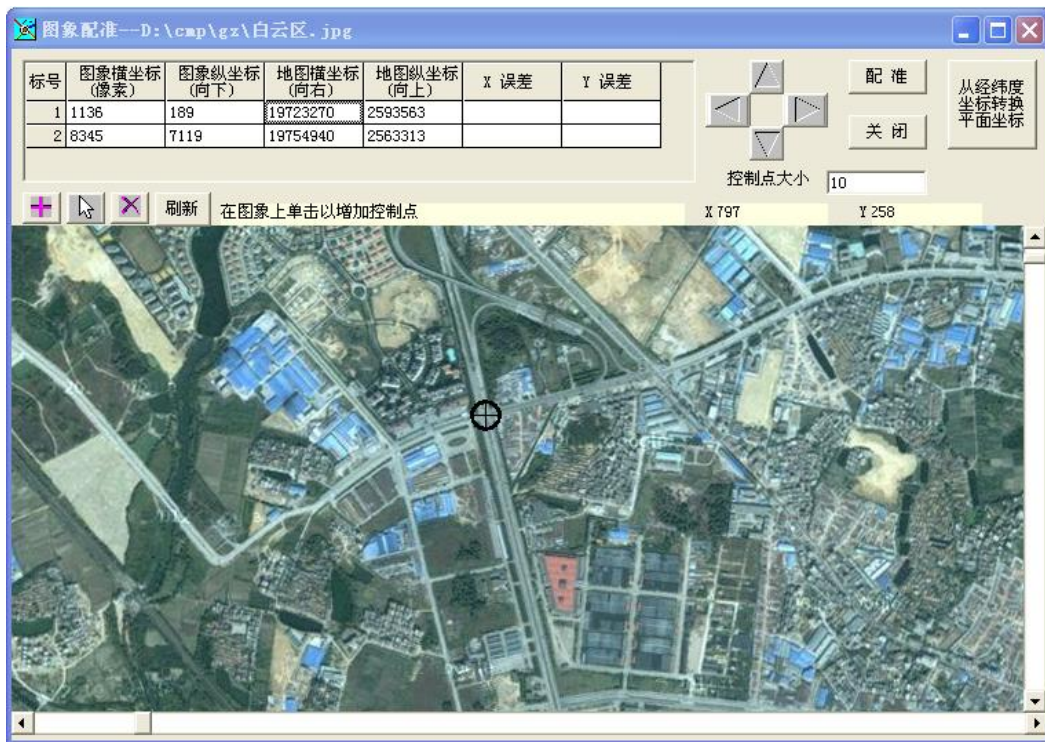 图象配准--D:\cmp\gz\白云区.jpg
标号 图象横坐标(像索) 图象纵坐标(向下) 地图横坐标(向右) 地图纵坐标(向上) X 误差 Y 误差
1 1136 189 19723270 2593563
2 8345 7119 19754940 2563313
配 准
关 闭
从经纬度
坐标转换
平面坐标
控制点大小 10
刷新 在图象上单击以增加控制点 X 797 Y 258